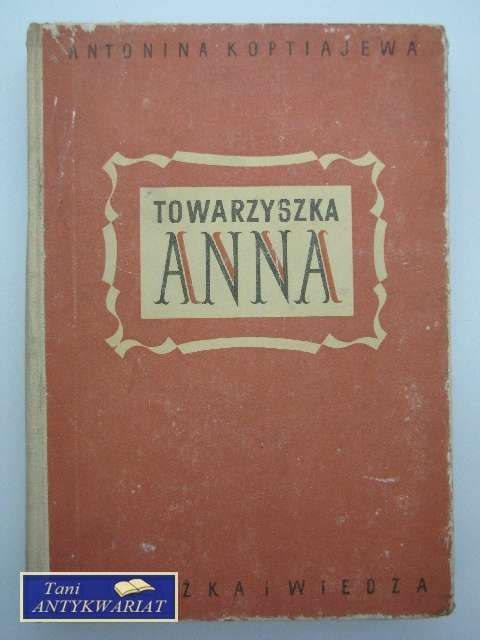 ANTONINA KOPTIAJEWA
TOWARZYSZKA
ANNA
ŻKA i WIEDZA
Tani
ANTYKWARIAT